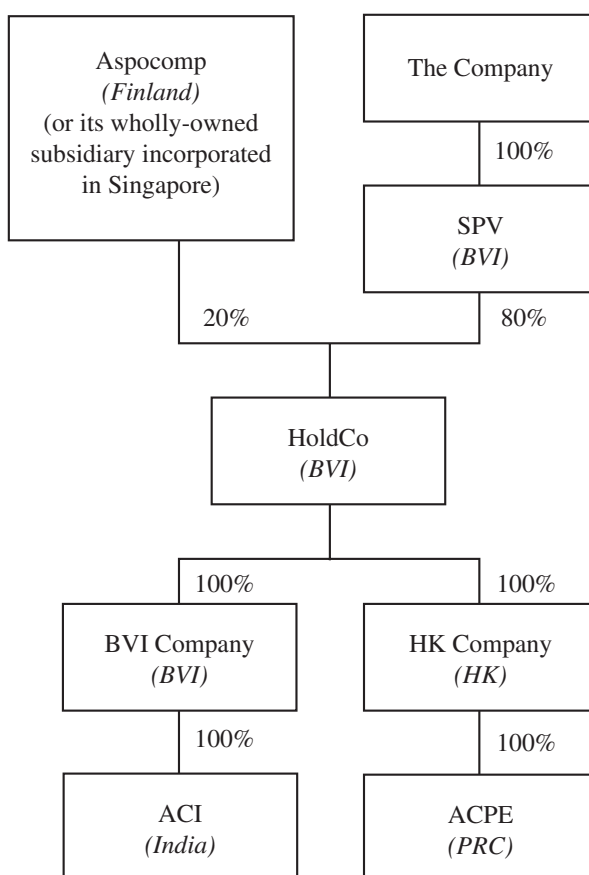 Aspocomp
(Finland)
(or its wholly-owned
subsidiary incorporated
in Singapore)
The Company
100%
SPV
(BVI)
20%
80%
HoldCo
(BVI)
100%
100%
BVI Company
(BVI)
HK Company
(HK)
100%
100%
ACI
(India)
ACPE
(PRC)